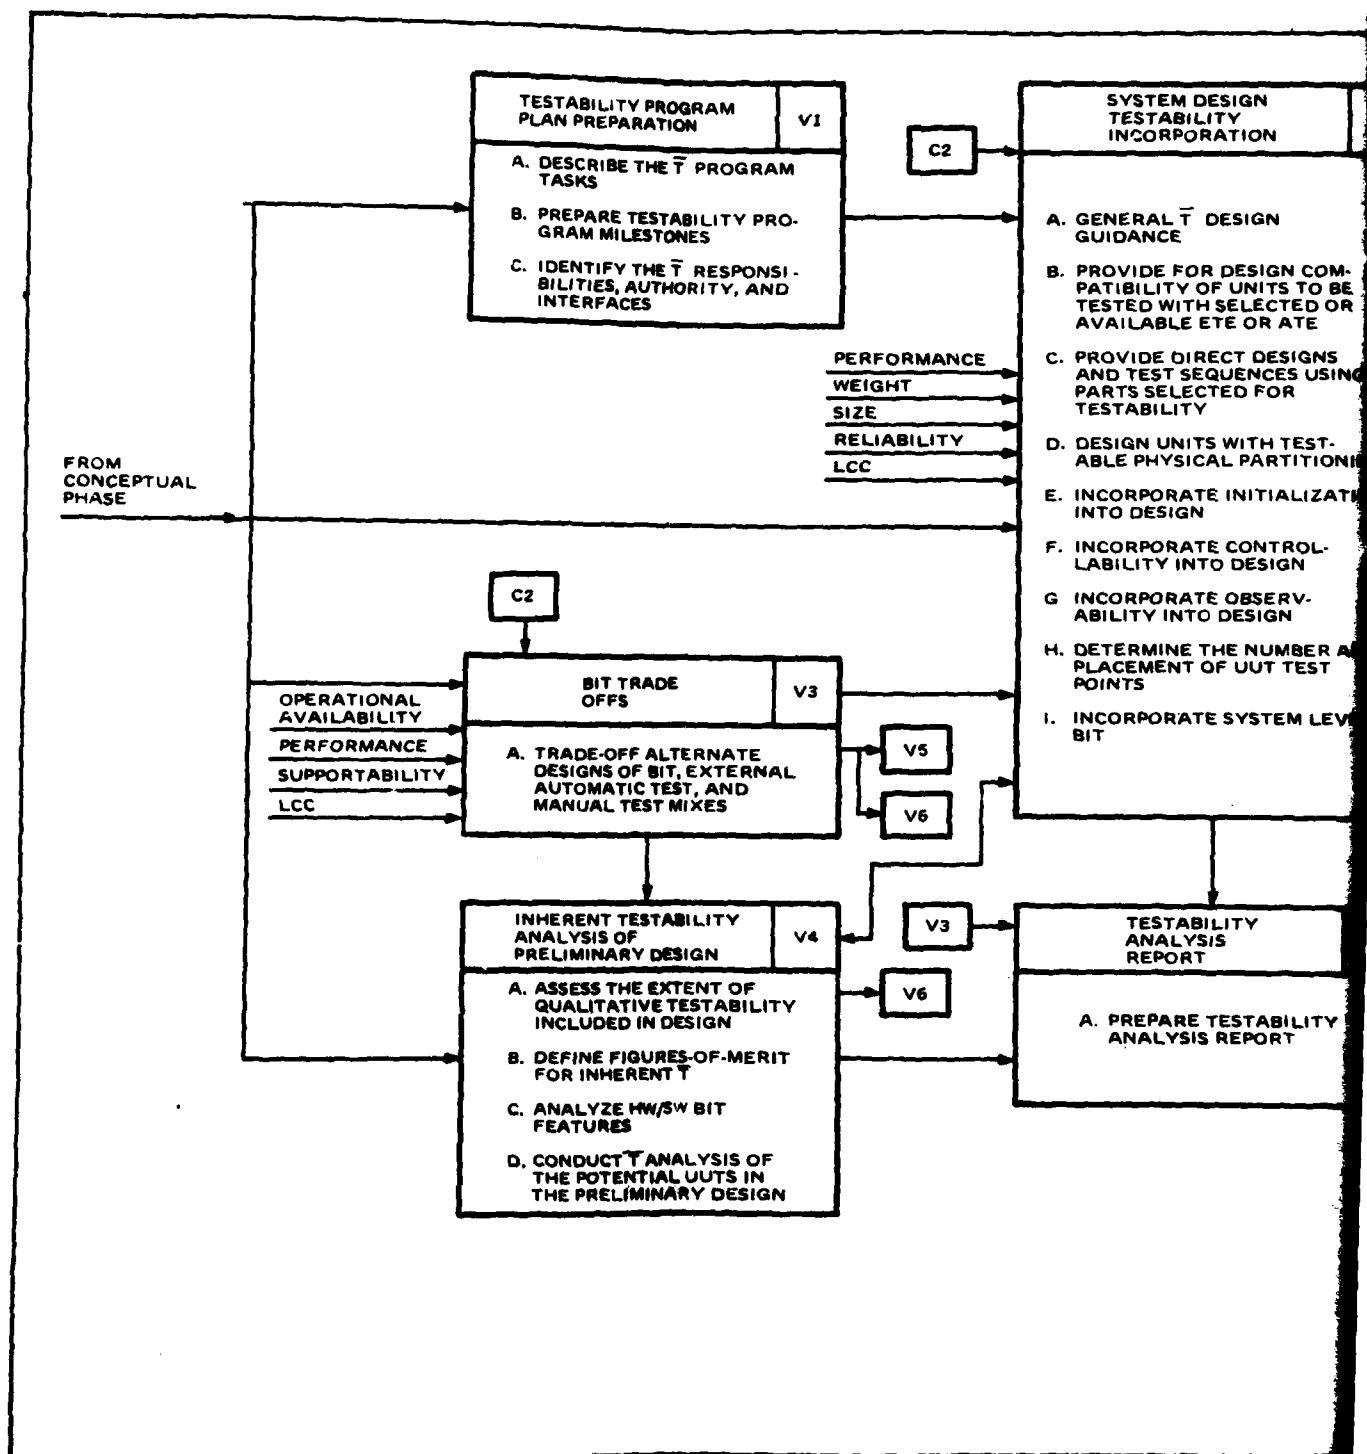 TESTABILITY PROGRAM
PLAN PREPARATION
V1
A. DESCRIBE THE T̅ PROGRAM
TASKS
B. PREPARE TESTABILITY PRO-
GRAM MILESTONES
C. IDENTIFY THE T̅ RESPONSI-
BILITIES, AUTHORITY, AND
INTERFACES
C2
SYSTEM DESIGN
TESTABILITY
INCORPORATION
A. GENERAL T̅ DESIGN
GUIDANCE
B. PROVIDE FOR DESIGN COM-
PATIBILITY OF UNITS TO BE
TESTED WITH SELECTED OR
AVAILABLE ETE OR ATE
C. PROVIDE DIRECT DESIGNS
AND TEST SEQUENCES USING
PARTS SELECTED FOR
TESTABILITY
D. DESIGN UNITS WITH TEST-
ABLE PHYSICAL PARTITIONI
E. INCORPORATE INITIALIZATI
INTO DESIGN
F. INCORPORATE CONTROL-
LABILITY INTO DESIGN
G INCORPORATE OBSERV-
ABILITY INTO DESIGN
H. DETERMINE THE NUMBER A
PLACEMENT OF UUT TEST
POINTS
I. INCORPORATE SYSTEM LEV
BIT
PERFORMANCE
WEIGHT
SIZE
RELIABILITY
LCC
FROM
CONCEPTUAL
PHASE
C2
BIT TRADE
OFFS
V3
OPERATIONAL
AVAILABILITY
PERFORMANCE
SUPPORTABILITY
LCC
A. TRADE-OFF ALTERNATE
DESIGNS OF BIT, EXTERNAL
AUTOMATIC TEST, AND
MANUAL TEST MIXES
V5
V6
INHERENT TESTABILITY
ANALYSIS OF
PRELIMINARY DESIGN
V4
A. ASSESS THE EXTENT OF
QUALITATIVE TESTABILITY
INCLUDED IN DESIGN
B. DEFINE FIGURES-OF-MERIT
FOR INHERENT T̅
C. ANALYZE HW/SW BIT
FEATURES
D. CONDUCT T̅ ANALYSIS OF
THE POTENTIAL UUTS IN
THE PRELIMINARY DESIGN
V6
V3
TESTABILITY
ANALYSIS
REPORT
A. PREPARE TESTABILITY
ANALYSIS REPORT